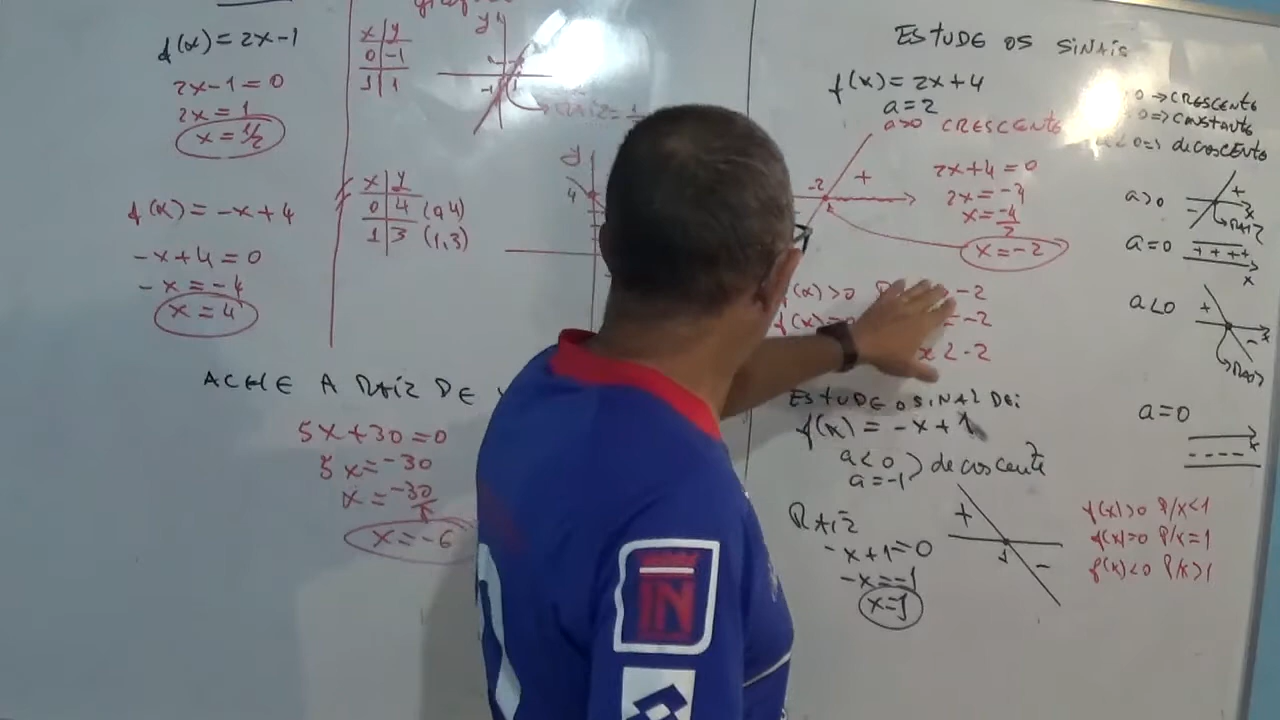 f(x) = 2x-1
2x-1=0
2x=1
x=1/2
x | y
0 | -1
1 | 1
y
-1
f(x) = -x+4
-x+4=0
-x=-4
x=4
x | y
0 | 4 (0,4)
1 | 3 (1,3)
y
4
ACHE A RAÍZ DE
5x+30=0
5x=-30
x=-30
x=-6
ESTUDE OS SINAIS
f(x)=2x+4
a=2
a>0 CRESCENTE
-2
+
2x+4=0
2x=-4
x=-4/2
x=-2
f(x)>0 -2
f(x)=0 =-2
x<-2
0 → CRESCENTE
0 => CONSTANTE
<0 => decrescente
a>0
+
-
x
RAIZ
a=0
++++
x
a<0
+
-
RAIZ
a=0
x
----
ESTUDE O SINAL DE:
f(x) = -x+1
a<0
a=-1
decrescente
RAIZ
-x+1=0
-x=-1
x=1
+
1
-
f(x)>0 P/x<1
f(x)=0 P/x=1
f(x)<0 P/x>1